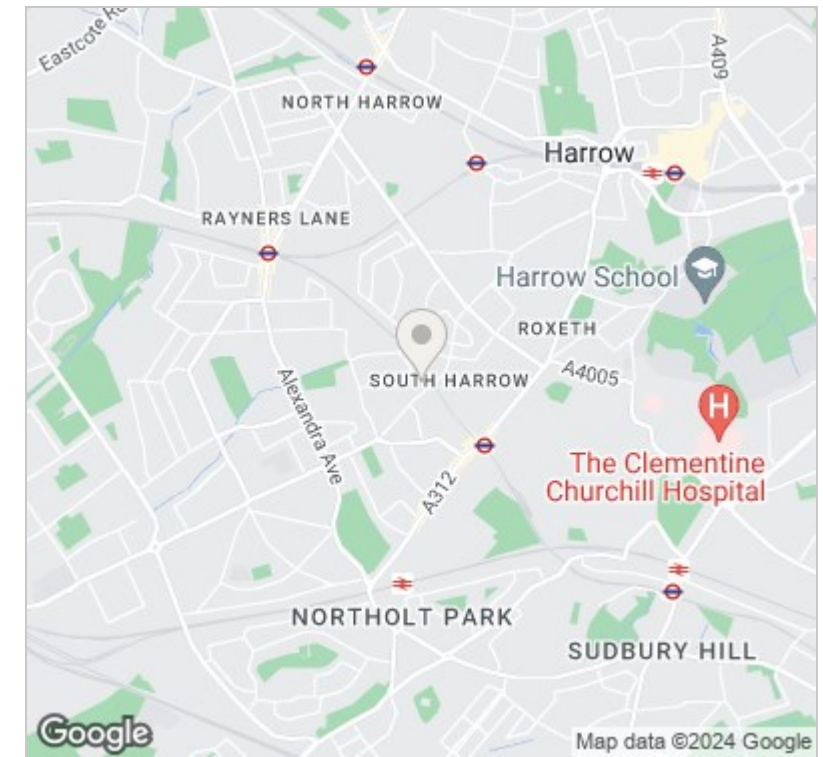 Eastcote
A409
NORTH HARROW
Harrow
RAYNERS LANE
Harrow School
ROXETH
SOUTH HARROW
A4005
Alexandra Ave
H
The Clementine
Churchill Hospital
A312
NORTHOLT PARK
SUDBURY HILL
Google
Map data ©2024 Google